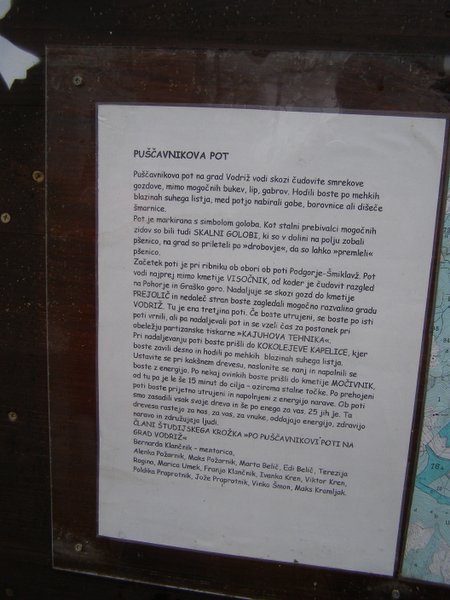 PUŠČAVNIKOVA POT
Puščavnikova pot na grad Vodriž vodi skozi čudovite smrekove
gozdove, mimo mogočnih bukev, lip, gabrov. Hodili boste po mehkih
blazinah suhega listja, med potjo nabirali gobe, borovnice ali dišeče
šmarnice.
Pot je markirana s simbolom goloba. Kot stalni prebivalci mogočnih
zidov so bili tudi SKALNI GOLOBI, ki so v dolini na polju zobali
pšenico, na grad so prileteli po »drobovje«, da so lahko »premleli«
pšenico.
Začetek poti je pri ribniku ob obori ob poti Podgorje-Šmiklavž. Pot
vodi najprej mimo kmetije VISOČNIK, od koder je čudovit razgled
na Pohorje in Graško goro. Nadaljuje se skozi gozd do kmetije
PREJOLIČ in nedaleč stran boste zagledali mogočno razvalino gradu
VODRIŽ. Tu je ena tretjina poti. Če boste utrujeni, se boste po isti
poti vrnili, ali pa nadaljevali pot in se vzeli čas za postanek pri
obeležju partizanske tiskarne »KAJUHOVA TEHNIKA«.
Pri nadaljevanju poti boste prišli do KOKOLEJEVE KAPELICE, kjer
boste zavili desno in hodili po mehkih blazinah suhega listja.
Ustavite se pri kakšnem drevesu, naslonite se nanj in napolnili se
boste z energijo. Po nekaj ovinkih boste prišli do kmetije MOČIVNIK,
od tu pa je le še 15 minut do cilja - oziroma stalne točke. Po prehojeni
poti boste prijetno utrujeni in napolnjeni z energijo narave. Ob poti
smo zasadili vsak svoje drevo in še po enega za vas. 25 jih je. Ta
drevesa rastejo za nas, za vas, za vnuke, oddajajo energijo, zdravijo
naravo in združujejo ljudi.
ČLANI ŠTUDIJSKEGA KROŽKA »PO PUŠČAVNIKOVI POTI NA
GRAD VODRIŽ«
Bernarda Klančnik - mentorica,
Alenka Požarnik, Maks Požarnik, Marta Belič, Edi Belič, Terezija
Rogina, Marica Umek, Franja Klančnik, Ivanka Kren, Viktor Kren,
Poldika Praprotnik, Jože Praprotnik, Vinko Šmon, Maks Kramljak.